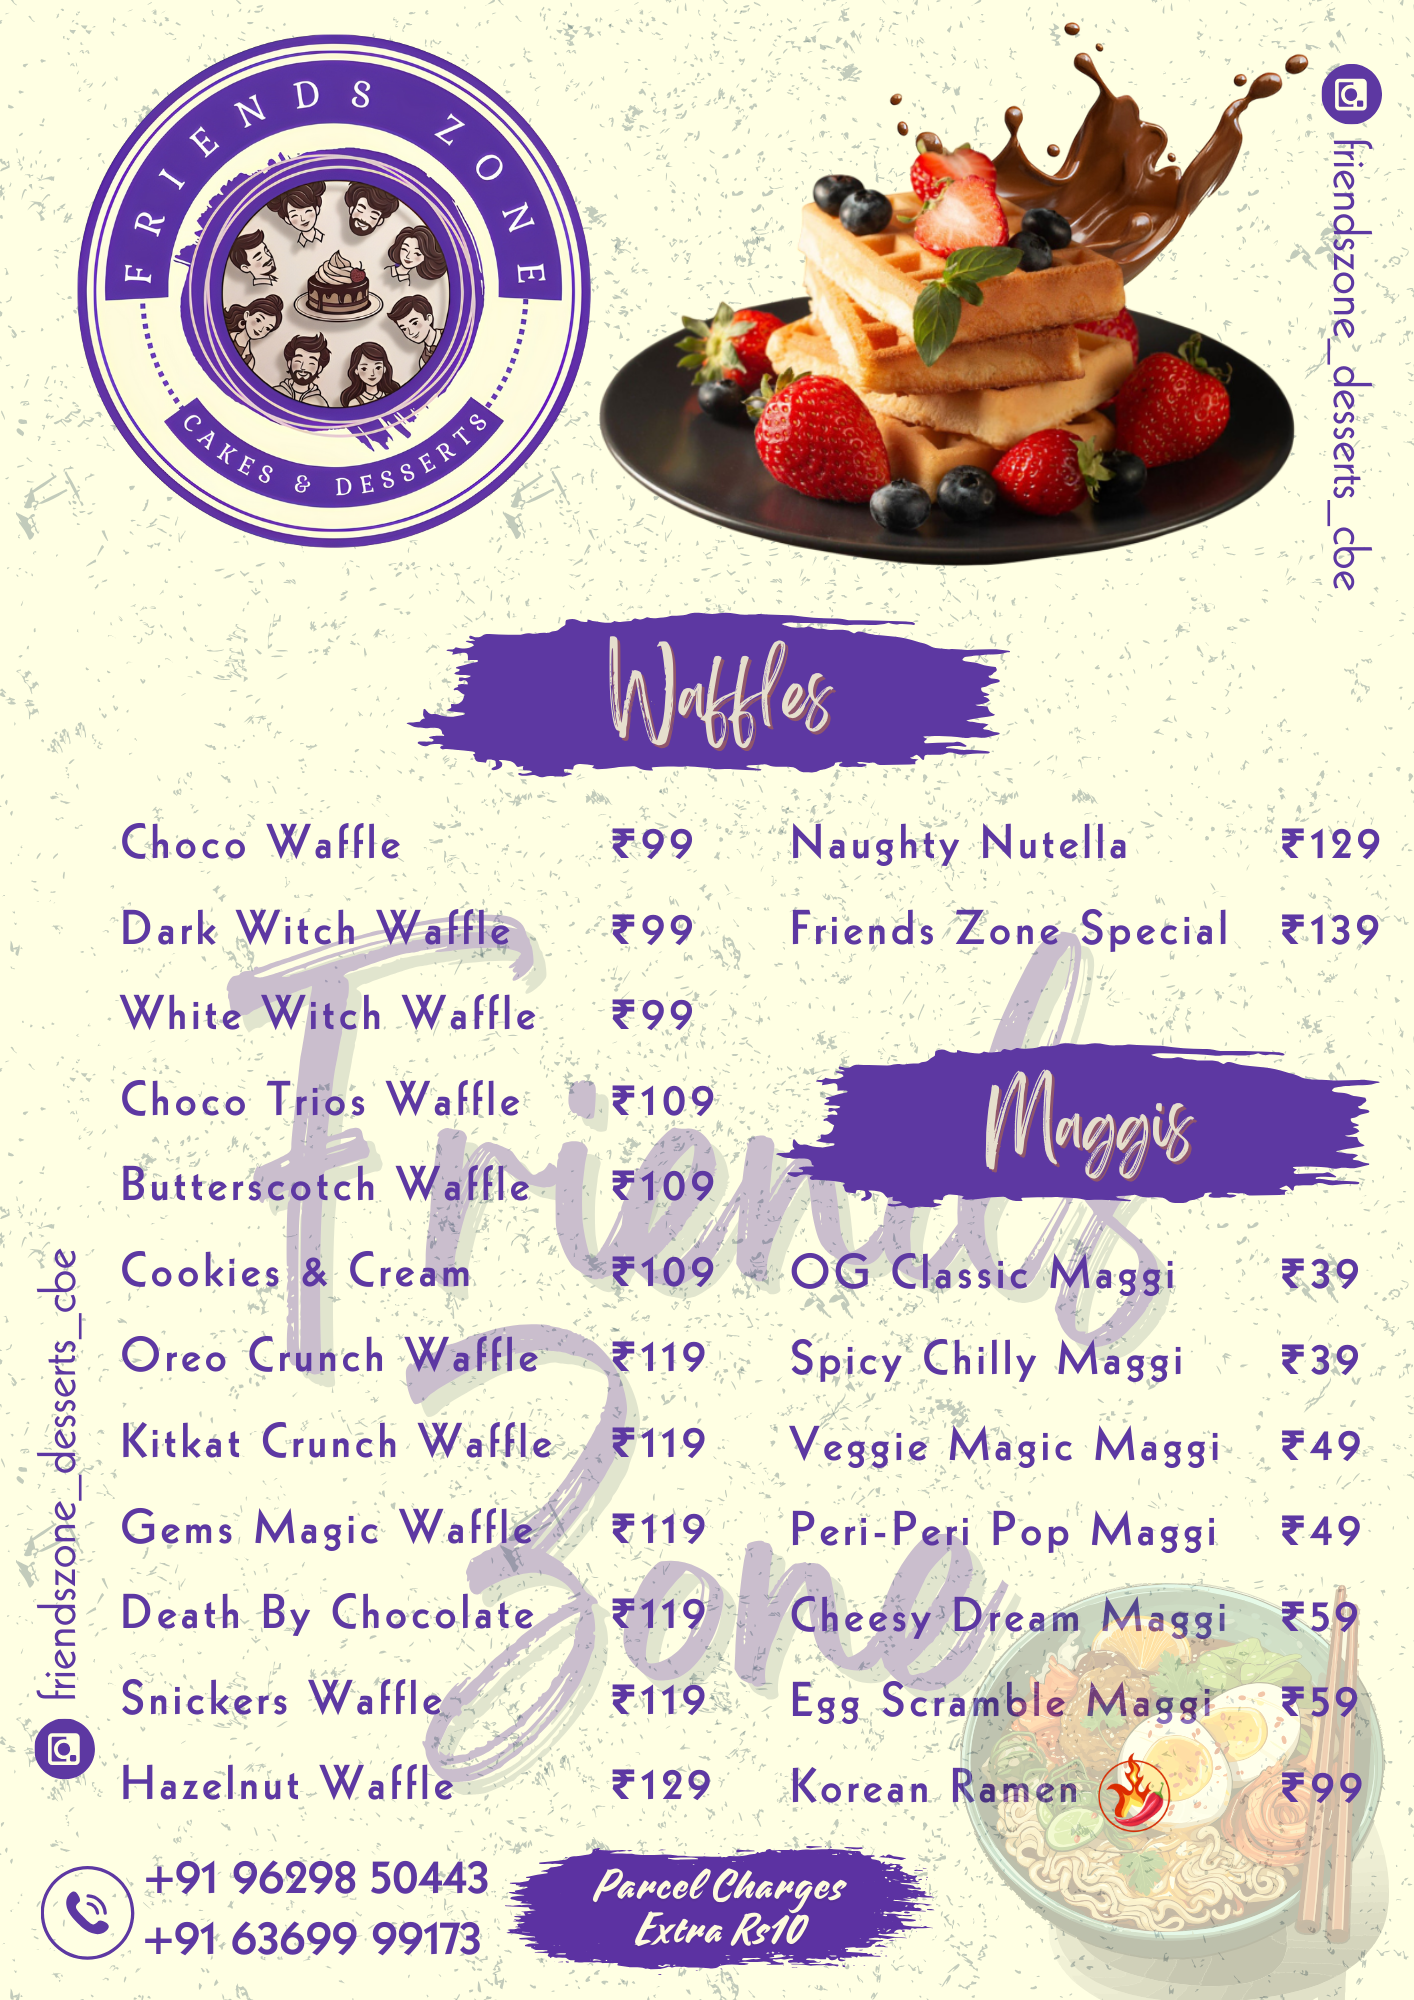 FRIENDS ZONE
CAKES & DESSERTS
friendszone_desserts_cbe
Waffles
Choco Waffle ₹99
Dark Witch Waffle ₹99
White Witch Waffle ₹99
Choco Trios Waffle ₹109
Butterscotch Waffle ₹109
Cookies & Cream ₹109
Oreo Crunch Waffle ₹119
Kitkat Crunch Waffle ₹119
Gems Magic Waffle ₹119
Death By Chocolate ₹119
Snickers Waffle ₹119
Hazelnut Waffle ₹129
Naughty Nutella ₹129
Friends Zone Special ₹139
Maggis
OG Classic Maggi ₹39
Spicy Chilly Maggi ₹39
Veggie Magic Maggi ₹49
Peri-Peri Pop Maggi ₹49
Cheesy Dream Maggi ₹59
Egg Scramble Maggi ₹59
Korean Ramen ₹99
Friends
Zone
friendszone_desserts_cbe
+91 96298 50443
+91 63699 99173
Parcel Charges
Extra Rs10